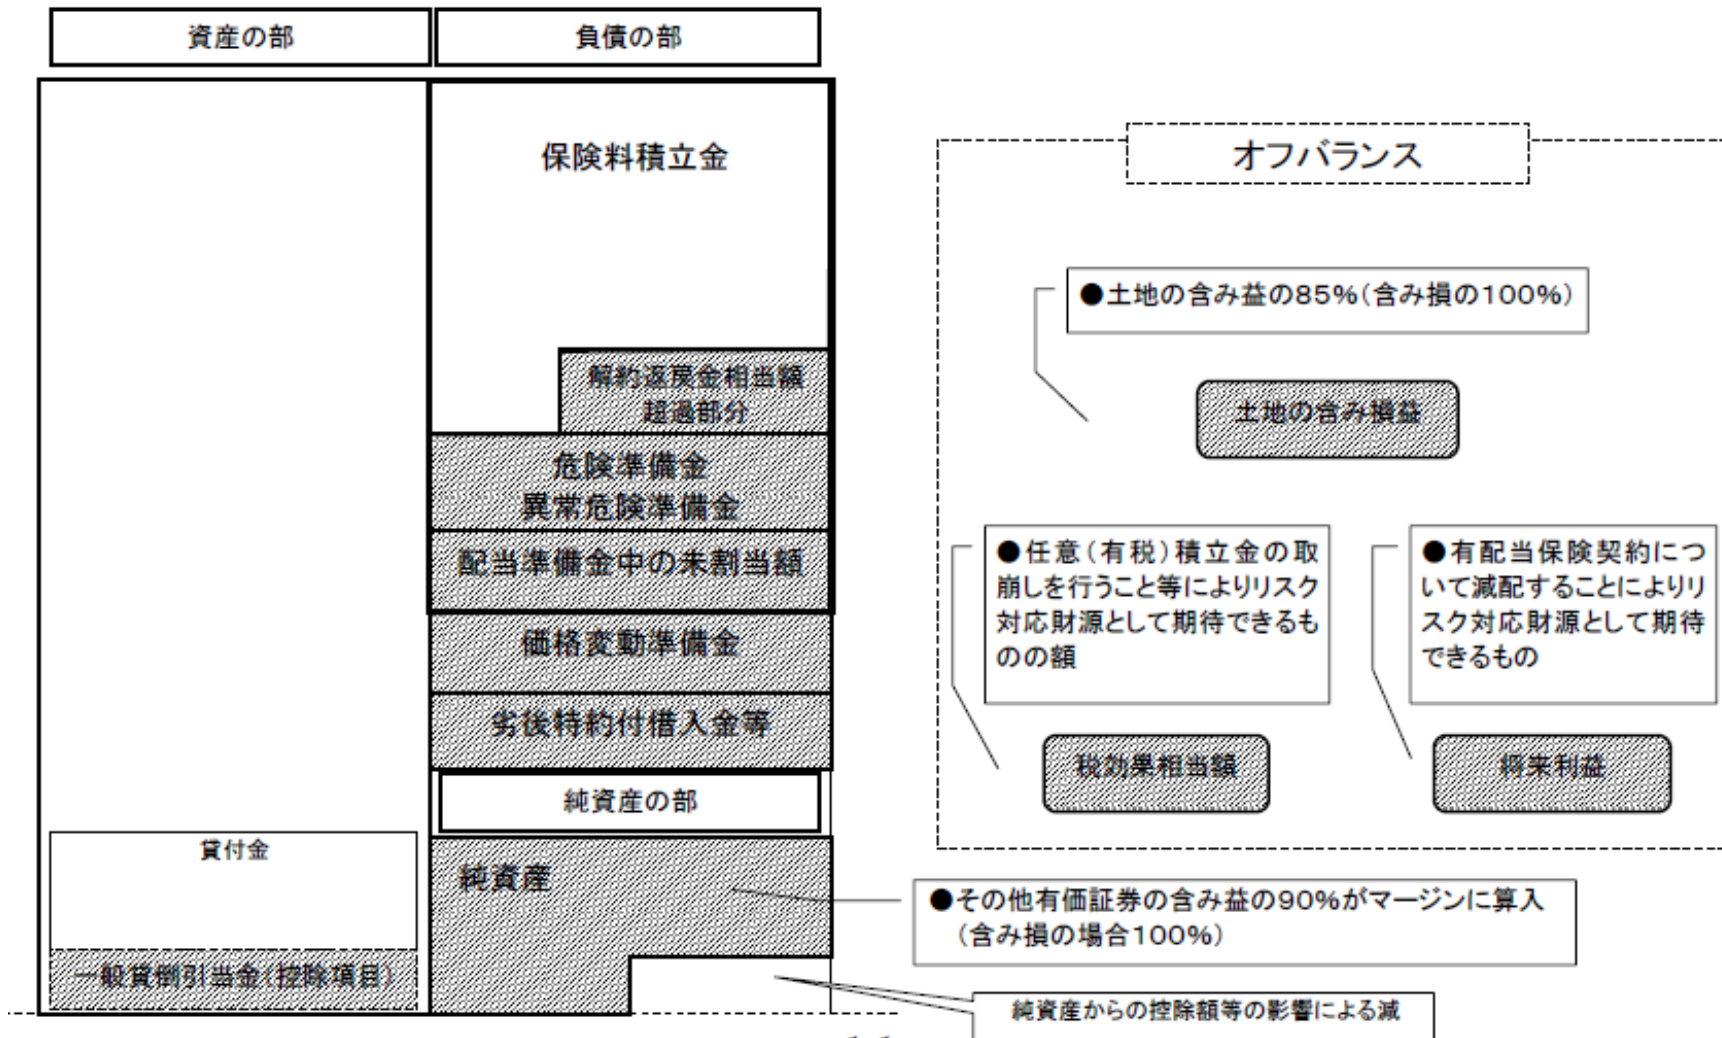 資産の部
負債の部
保険料積立金
解約返戻金相当額
超過部分
危険準備金
異常危険準備金
配当準備金中の未割当額
価格変動準備金
劣後特約付借入金等
純資産の部
純資産
貸付金
一般貸倒引当金(控除項目)
オフバランス
●土地の含み益の85%(含み損の100%)
土地の含み損益
●任意(有税)積立金の取
崩しを行うこと等によりリスク
対応財源として期待できるも
のの額
税効果相当額
●有配当保険契約につ
いて減配することによりリ
スク対応財源として期待
できるもの
将来利益
●その他有価証券の含み益の90%がマージンに算入
(含み損の場合100%)
純資産からの控除額等の影響による減